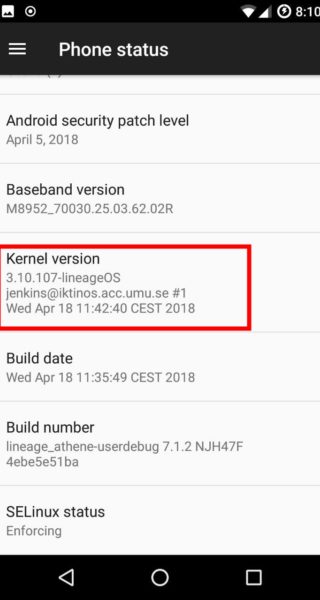 8:10
Phone status
Android security patch level
April 5, 2018
Baseband version
M8952_70030.25.03.62.02R
Kernel version
3.10.107-lineageOS
jenkins@iktinos.acc.umu.se #1
Wed Apr 18 11:42:40 CEST 2018
Build date
Wed Apr 18 11:35:49 CEST 2018
Build number
lineage_athene-userdebug 7.1.2 NJH47F
4ebe5e51ba
SELinux status
Enforcing